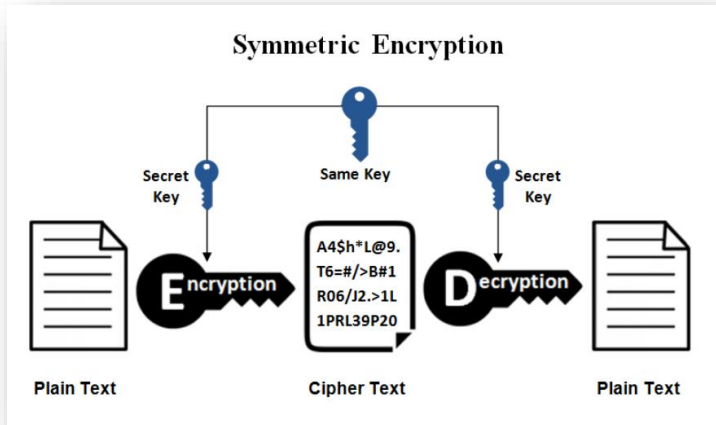 Symmetric Encryption
Secret
Key
Same Key
Secret
Key
Encryption
A4$h*L@9.
T6=#/>B#1
R06/J2.>1L
1PRL39P20
Decryption
Plain Text
Cipher Text
Plain Text